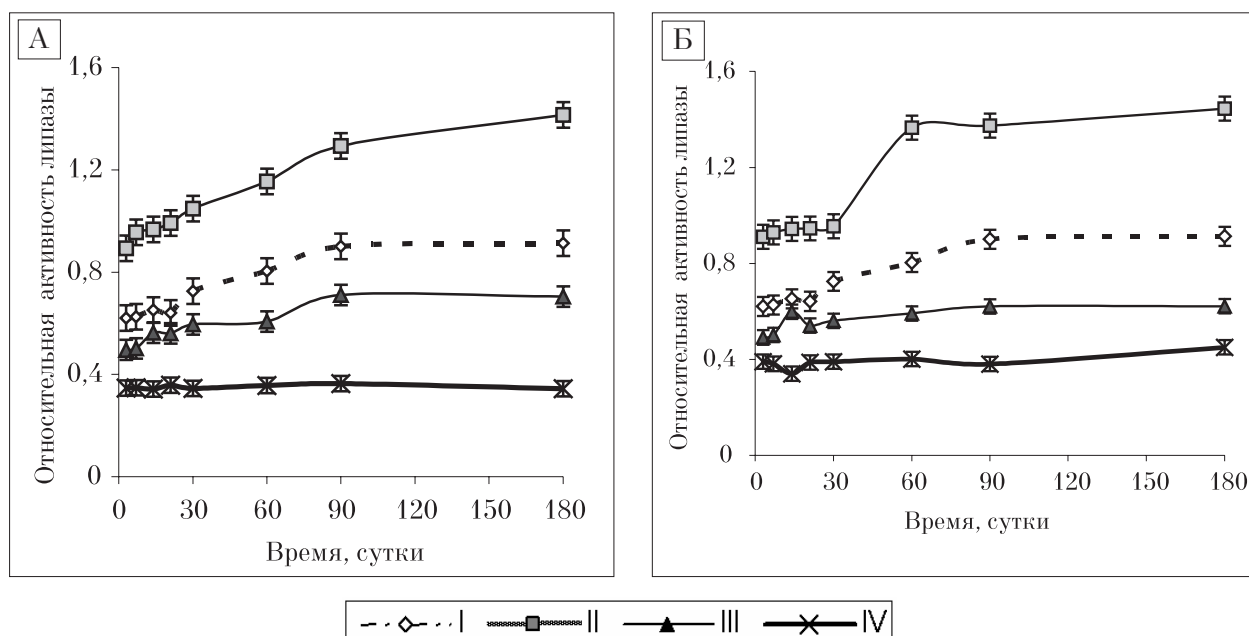 А
Относительная активность липазы
1,6
1,2
0,8
0,4
0
0 30 60 90 120 150 180
Время, сутки
Б
Относительная активность липазы
1,6
1,2
0,8
0,4
0
0 30 60 90 120 150 180
Время, сутки
I II III IV